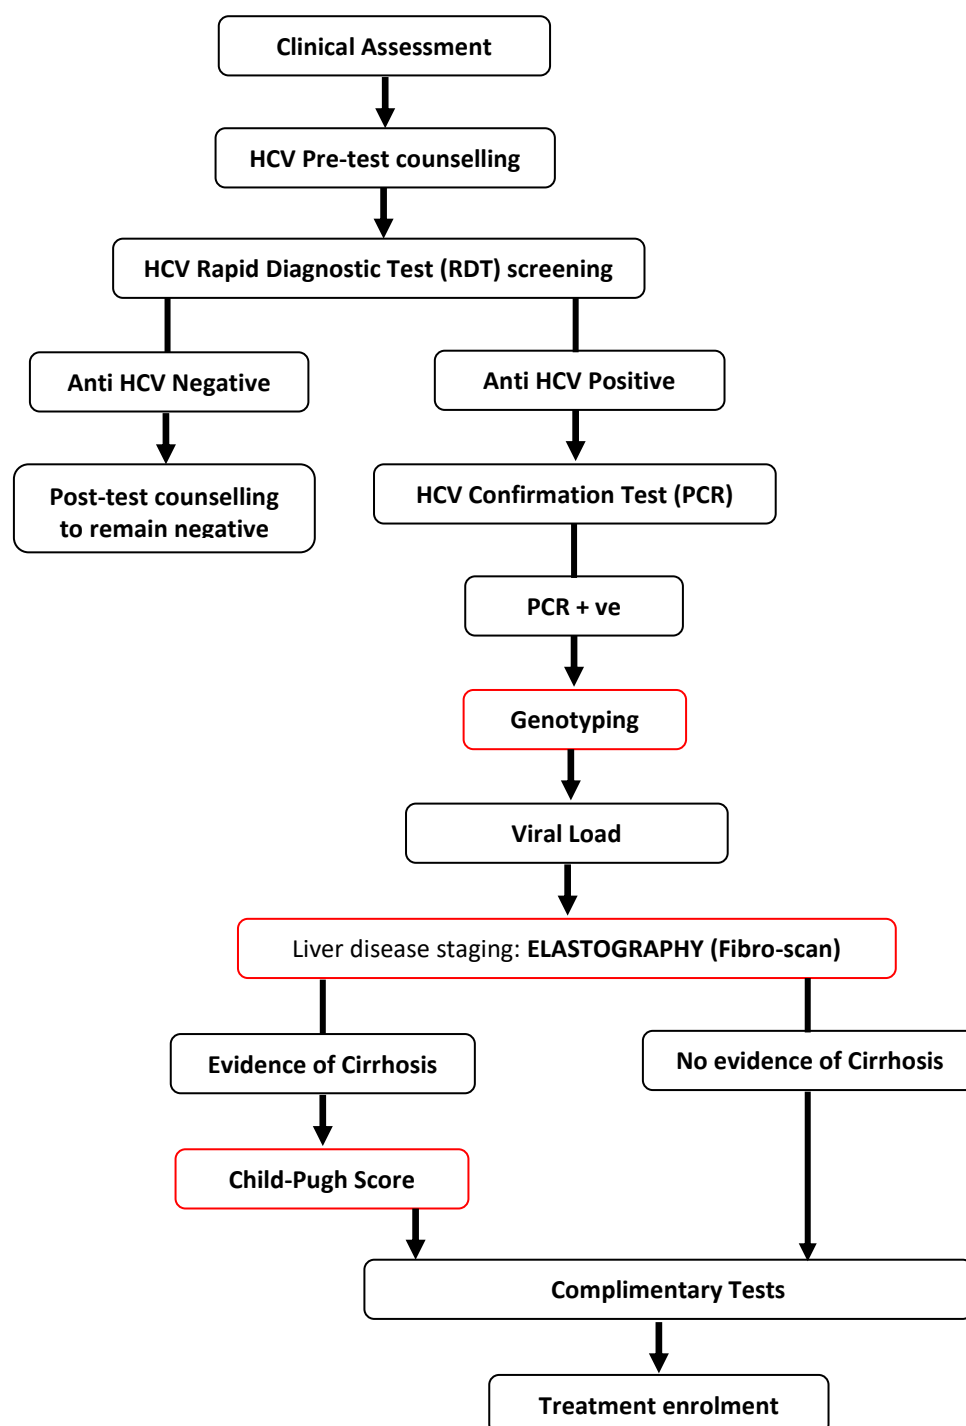 Clinical Assessment
HCV Pre-test counselling
HCV Rapid Diagnostic Test (RDT) screening
Anti HCV Negative
Anti HCV Positive
Post-test counselling
to remain negative
HCV Confirmation Test (PCR)
PCR + ve
Genotyping
Viral Load
Liver disease staging: ELASTOGRAPHY (Fibro-scan)
Evidence of Cirrhosis
No evidence of Cirrhosis
Child-Pugh Score
Complimentary Tests
Treatment enrolment